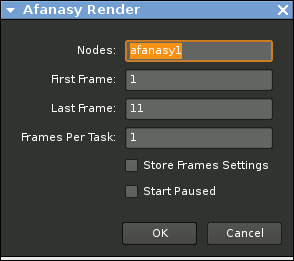 Afanasy Render
Nodes: afanasy1
First Frame: 1
Last Frame: 11
Frames Per Task: 1
Store Frames Settings
Start Paused
OK Cancel